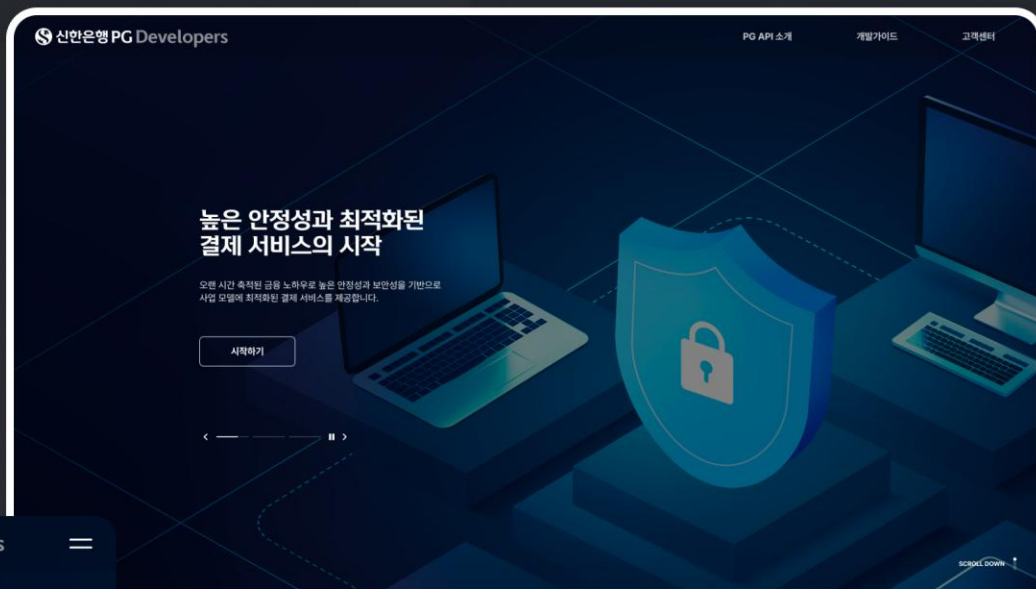 신한은행 PG Developers
PG API 소개
개발가이드
고객센터
높은 안정성과 최적화된
결제 서비스의 시작
오랜 시간 축적된 금융 노하우로 높은 안정성과 보안성을 기반으로
사업 모델에 최적화된 결제 서비스를 제공합니다.
시작하기
SCROLL DOWN
s